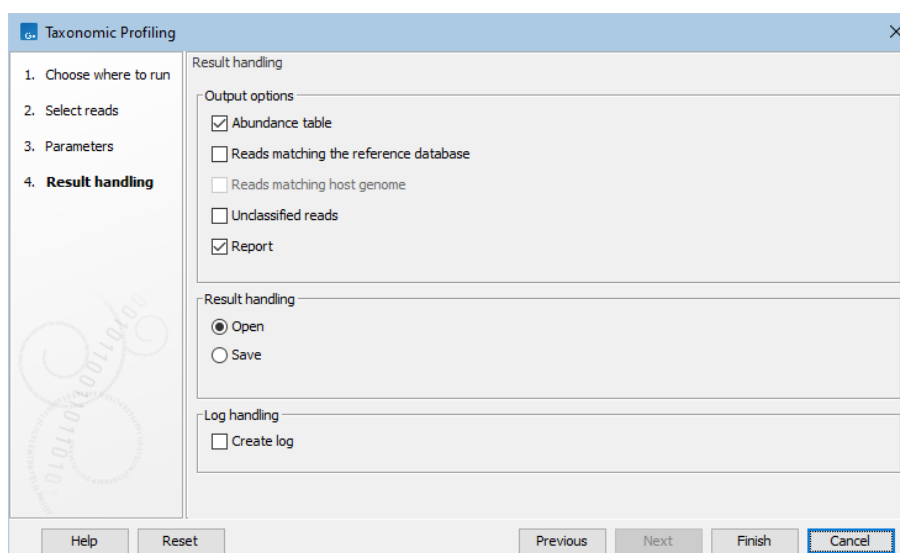 Taxonomic Profiling
1. Choose where to run
2. Select reads
3. Parameters
4. Result handling
Result handling
Output options
Abundance table
Reads matching the reference database
Reads matching host genome
Unclassified reads
Report
Result handling
Open
Save
Log handling
Create log
Help Reset Previous Next Finish Cancel